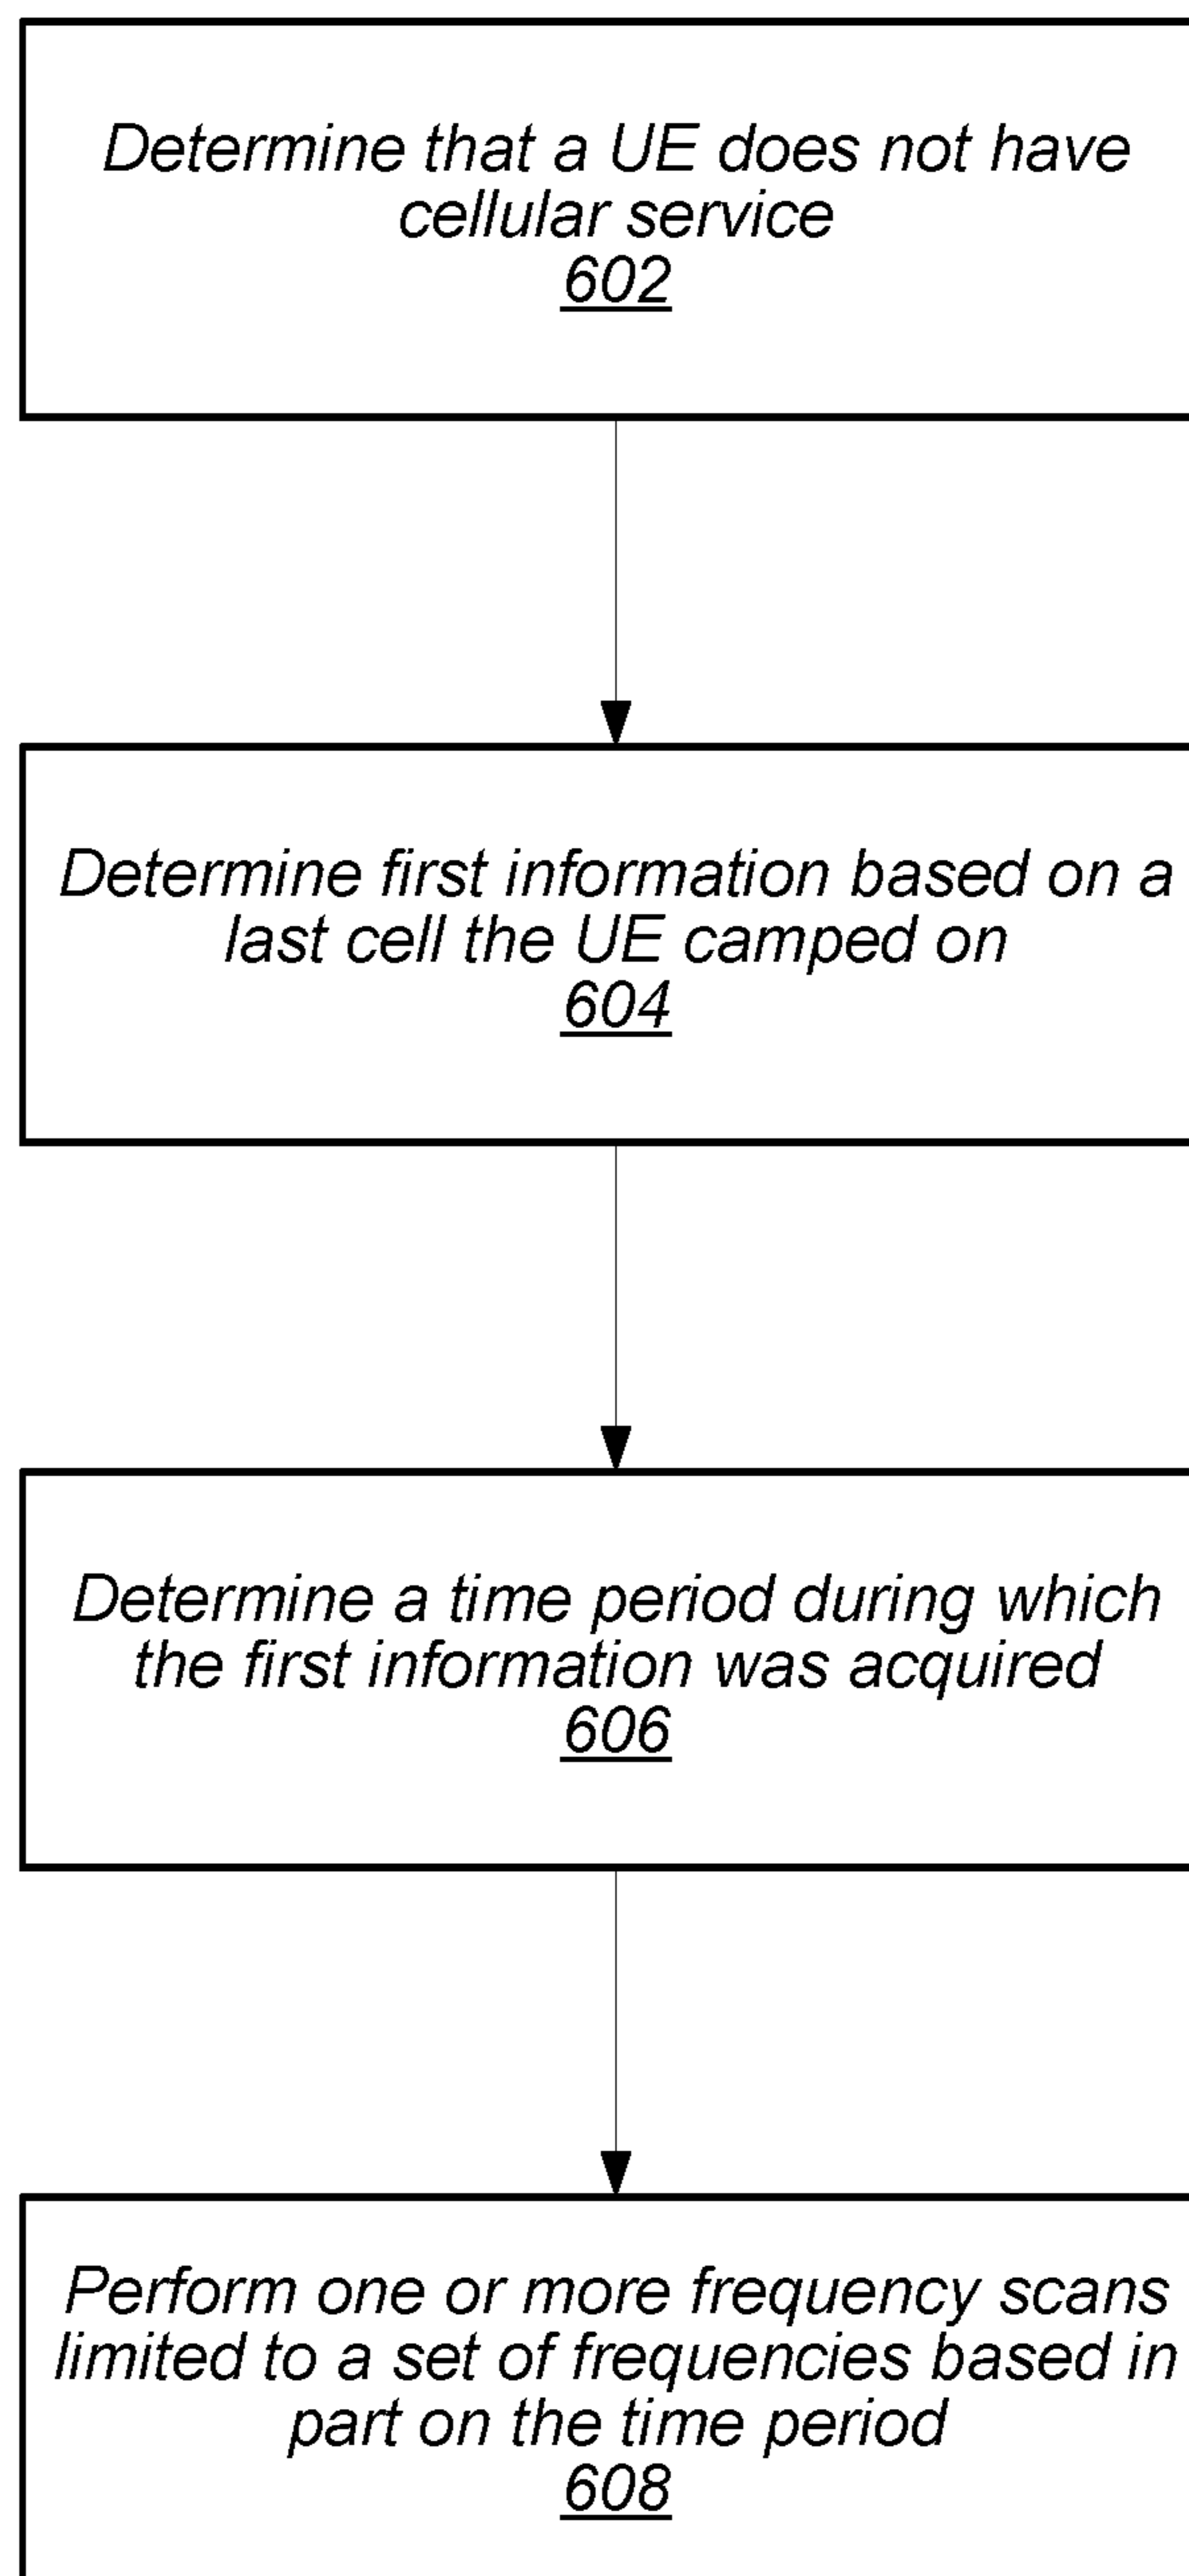 Determine that a UE does not have
cellular service
602
Determine first information based on a
last cell the UE camped on
604
Determine a time period during which
the first information was acquired
606
Perform one or more frequency scans
limited to a set of frequencies based in
part on the time period
608